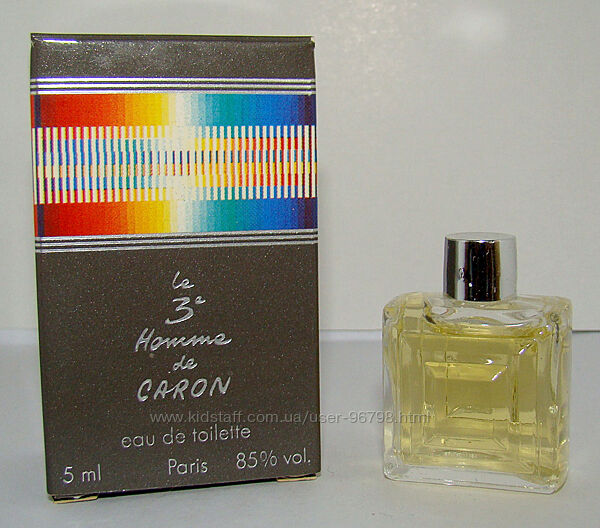 le
3e
Homme
de
CARON
www.kidstaff.com.ua/user-96798.html
eau de toilette
5 ml Paris 85% vol.